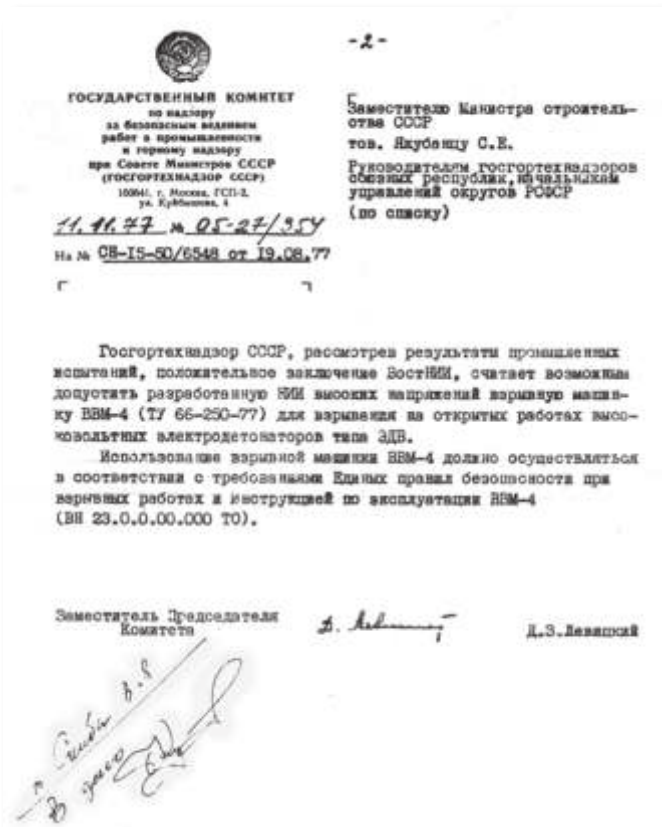 -2-
ГОСУДАРСТВЕННЫЙ КОМИТЕТ
по надзору
за безопасным ведением
работ в промышленности
и горному надзору
при Совете Министров СССР
(ГОСГОРТЕХНАДЗОР СССР)
г. Москва, ГСП-2,
ул. Куйбышева, 4
11.11.77 № 05-27/354
На № СН-15-50/6548 от 19.08.77
Заместителю Министра строитель-
ства СССР
тов. Якубанцу С.Е.
Руководителям госгортехнадзоров
союзных республик, начальникам
управлений округов РСФСР
(по списку)
Госгортехнадзор СССР, рассмотрев результаты промышленных
испытаний, положительное заключение ВостНИИ, считает возможным
допустить разработанную НИИ высоких напряжений взрывную машин-
ку ВВМ-4 (ТУ 66-250-77) для взрывания на открытых работах высо-
ковольтных электродетонаторов типа ЭДВ.
Использование взрывной машинки ВВМ-4 должно осуществляться
в соответствии с требованиями Единых правил безопасности при
взрывных работах и инструкцией по эксплуатации ВВМ-4
(ВН 23.0.0.00.000 ТО).
Заместитель Председателя
Комитета
Д.З.Левицкий
В дело